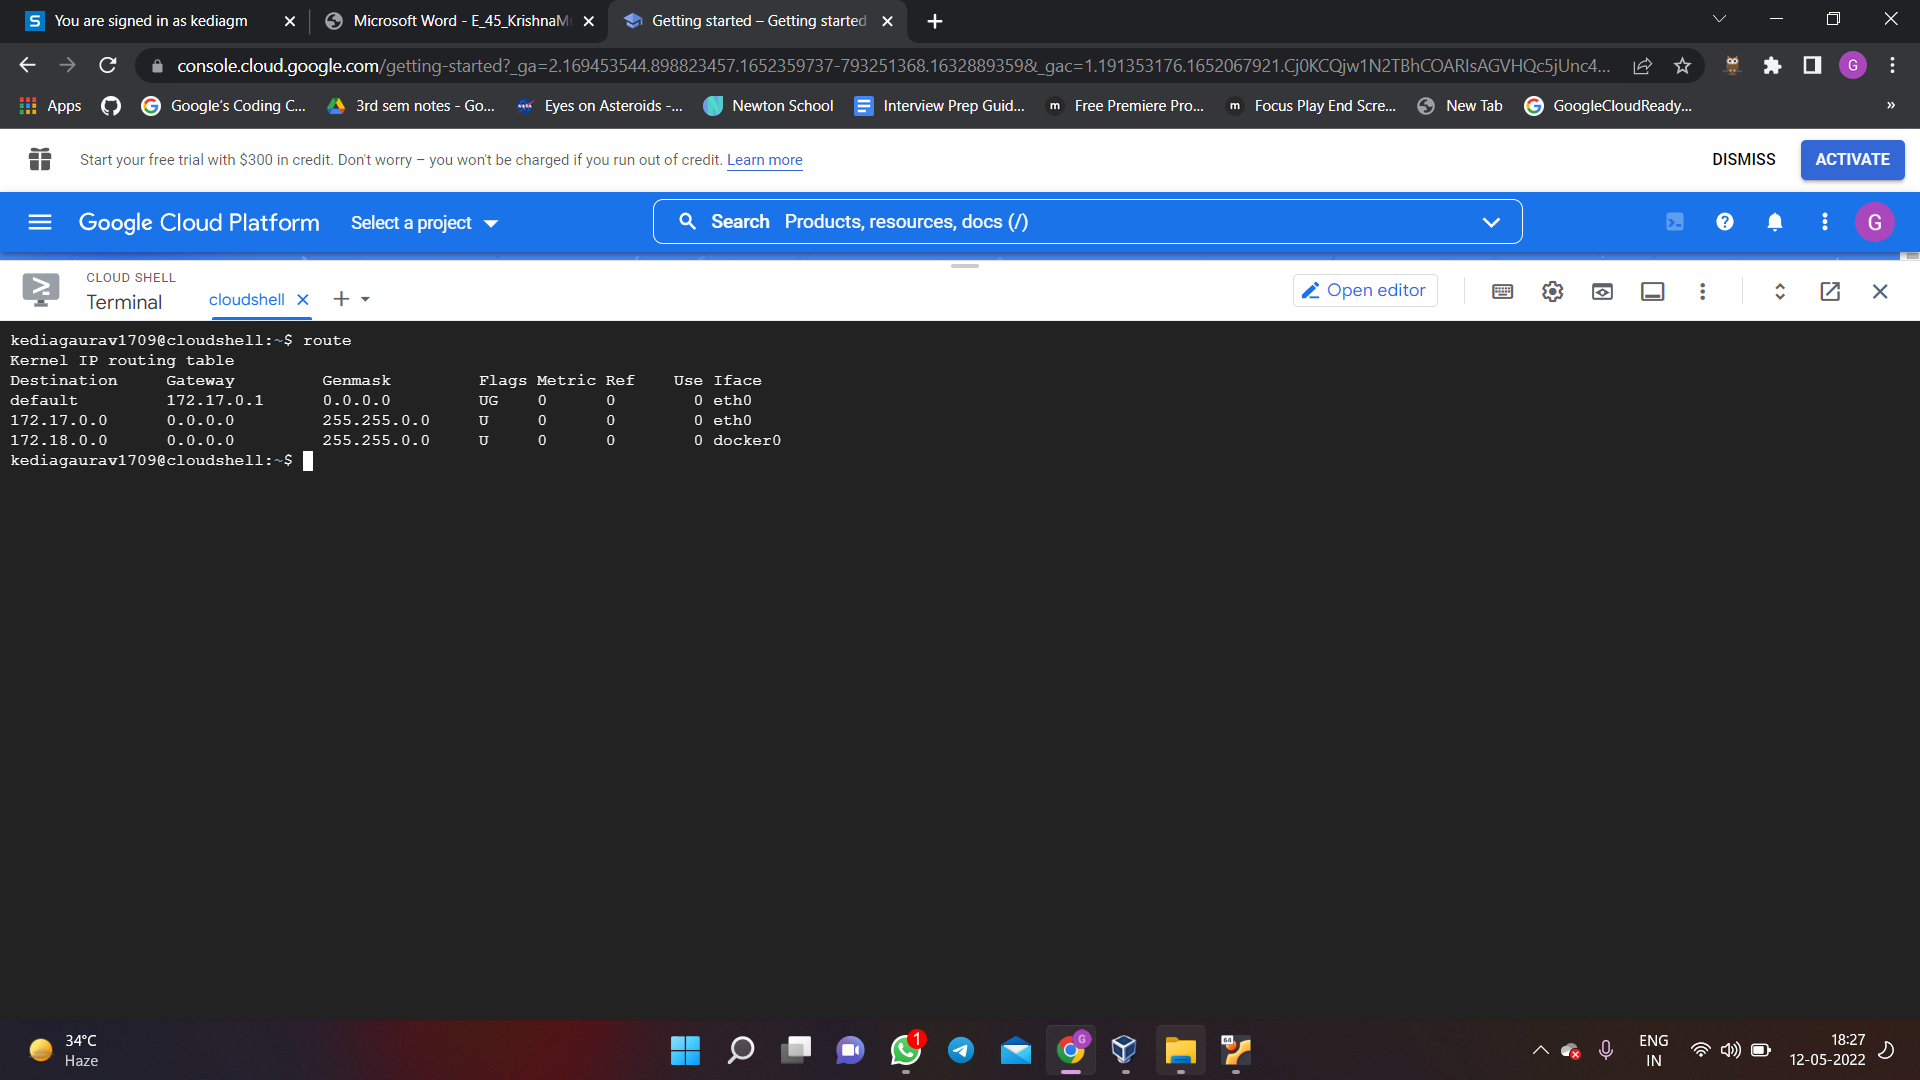 You are signed in as kediagm
Microsoft Word - E_45_KrishnaM
Getting started – Getting started
console.cloud.google.com/getting-started?_ga=2.169453544.898823457.1652359737-793251368.1632889359&_gac=1.191353176.1652067921.Cj0KCQjw1N2TBhCOARIsAGVHQc5jUnc4...
G
Apps
Google's Coding C...
3rd sem notes - Go...
Eyes on Asteroids -...
Newton School
Interview Prep Guid...
m Free Premiere Pro...
m Focus Play End Scre...
New Tab
GoogleCloudReady...
»
Start your free trial with $300 in credit. Don't worry – you won't be charged if you run out of credit. Learn more
DISMISS
ACTIVATE
Google Cloud Platform
Select a project
Search Products, resources, docs (/)
G
CLOUD SHELL
Terminal
cloudshell
Open editor
kediagaurav1709@cloudshell:~$ route
Kernel IP routing table
Destination Gateway Genmask Flags Metric Ref Use Iface
default 172.17.0.1 0.0.0.0 UG 0 0 0 eth0
172.17.0.0 0.0.0.0 255.255.0.0 U 0 0 0 eth0
172.18.0.0 0.0.0.0 255.255.0.0 U 0 0 0 docker0
kediagaurav1709@cloudshell:~$
34°C
Haze
1
G
64
ENG
IN
18:27
12-05-2022